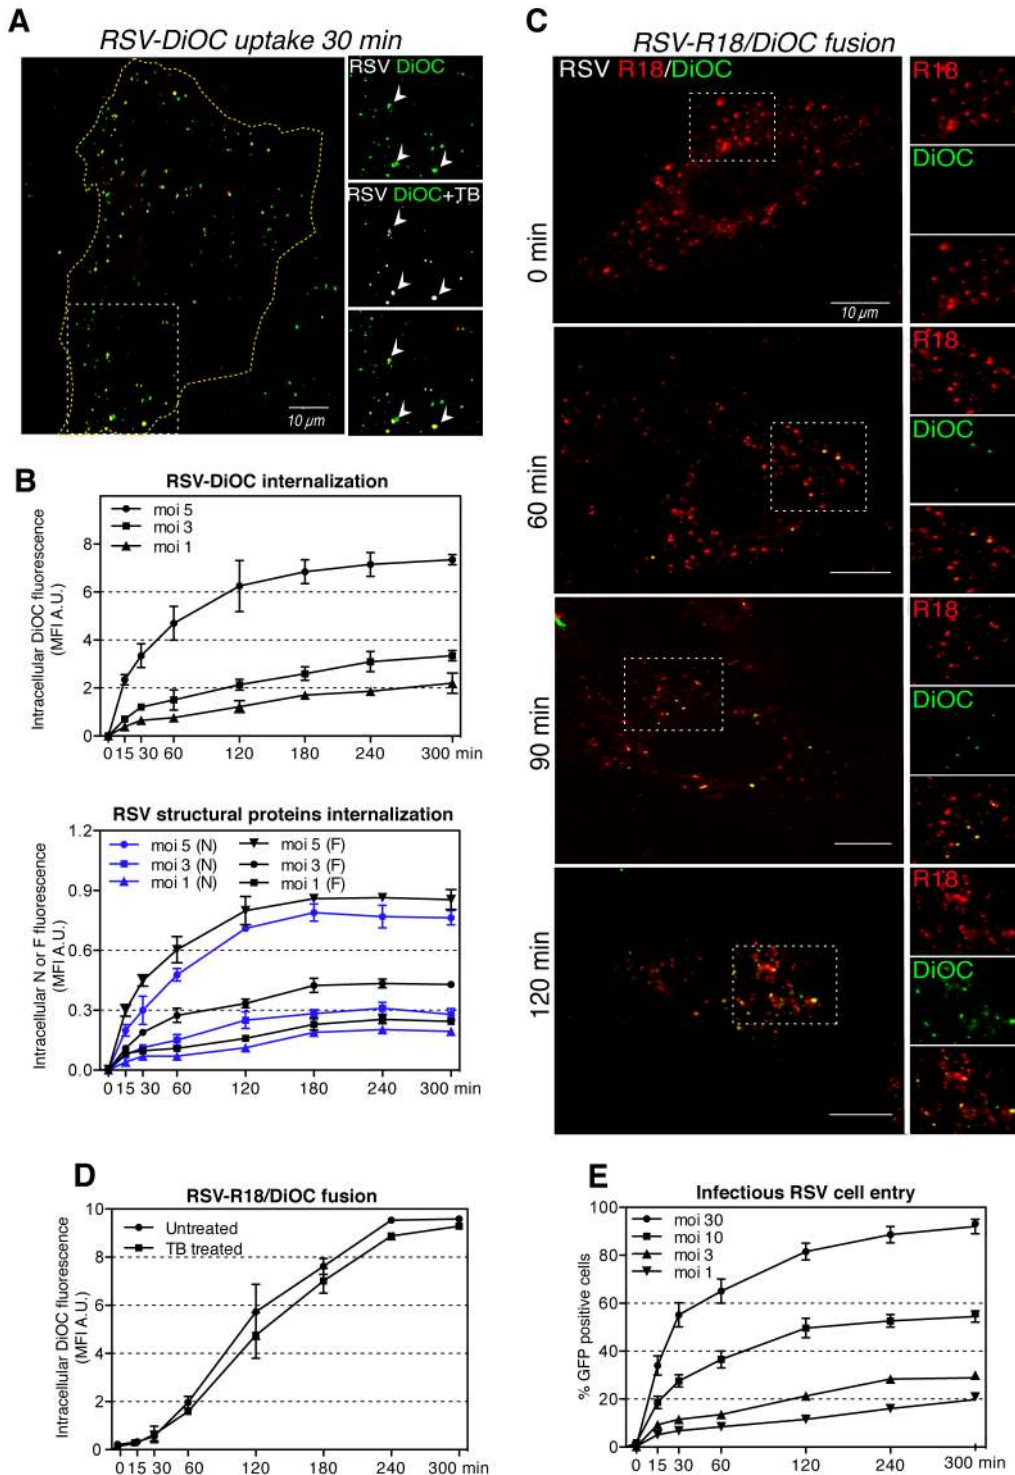 A
RSV-DiOC uptake 30 min
RSV DiOC
RSV DiOC+TB
10 µm
B
RSV-DiOC internalization
moi 5
moi 3
moi 1
Intracellular DiOC fluorescence
(MFI A.U.)
8
6
4
2
0
0 15 30 60 120 180 240 300 min
RSV structural proteins internalization
moi 5 (N) moi 5 (F)
moi 3 (N) moi 3 (F)
moi 1 (N) moi 1 (F)
Intracellular N or F fluorescence
(MFI A.U.)
1.2
0.9
0.6
0.3
0.0
0 15 30 60 120 180 240 300 min
C
RSV-R18/DiOC fusion
RSV R18/DiOC
0 min
10 µm
R18
DiOC
60 min
R18
DiOC
90 min
R18
DiOC
120 min
R18
DiOC
D
RSV-R18/DiOC fusion
Untreated
TB treated
Intracellular DiOC fluorescence
(MFI A.U.)
10
8
6
4
2
0
0 15 30 60 120 180 240 300 min
E
Infectious RSV cell entry
moi 30
moi 10
moi 3
moi 1
% GFP positive cells
100
80
60
40
20
0
0 15 30 60 120 240 300 min